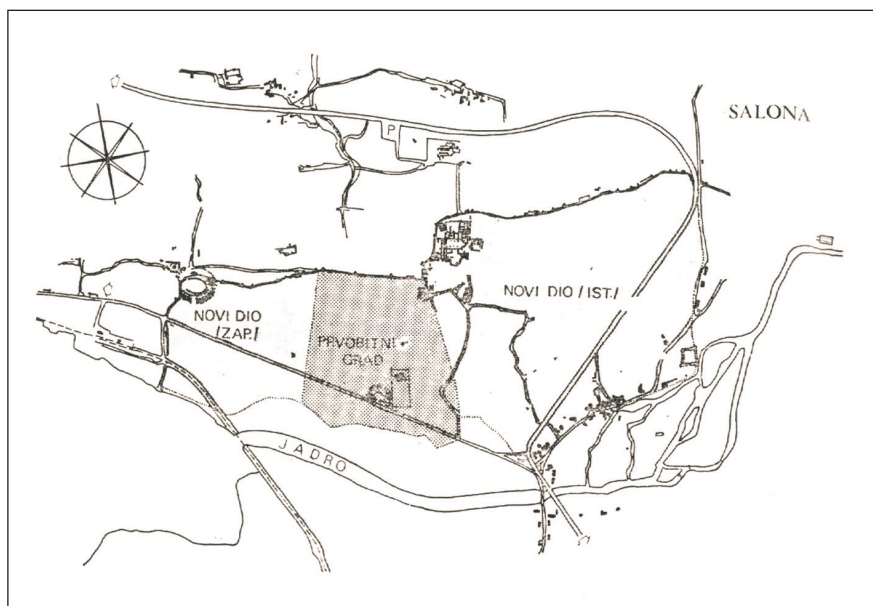 SALONA
P
NOVI DIO / IST./
NOVI DIO
/ZAP./
PRVOBITNI
GRAD
JADRO